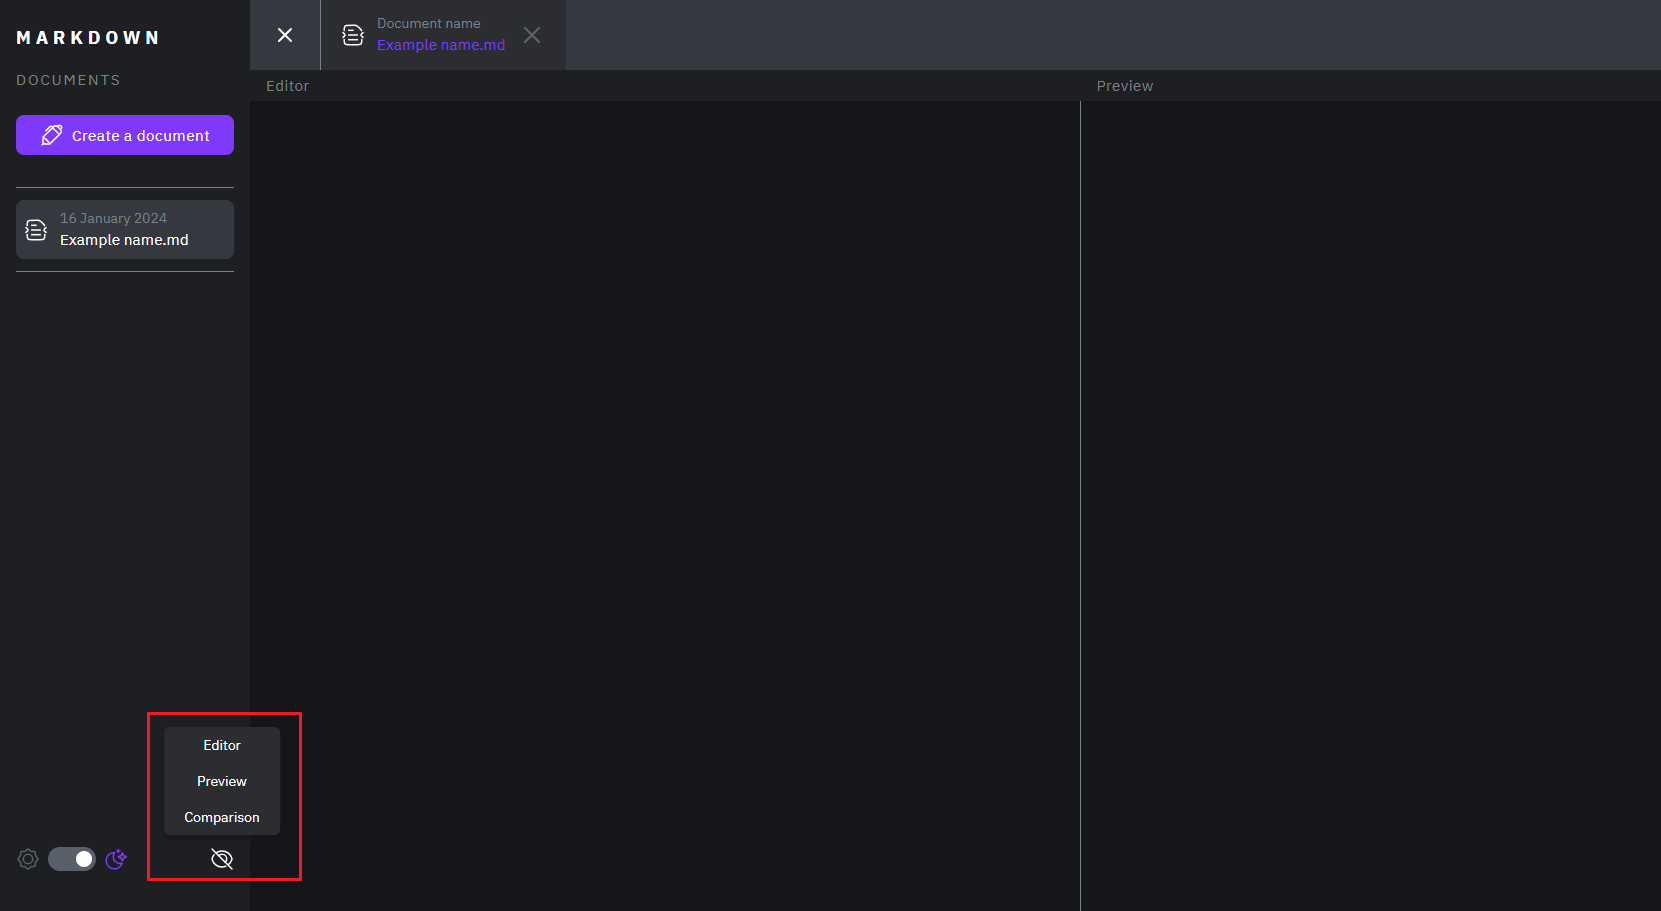 MARKDOWN
DOCUMENTS
Create a document
16 January 2024
Example name.md
Document name
Example name.md
Editor
Preview
Editor
Preview
Comparison